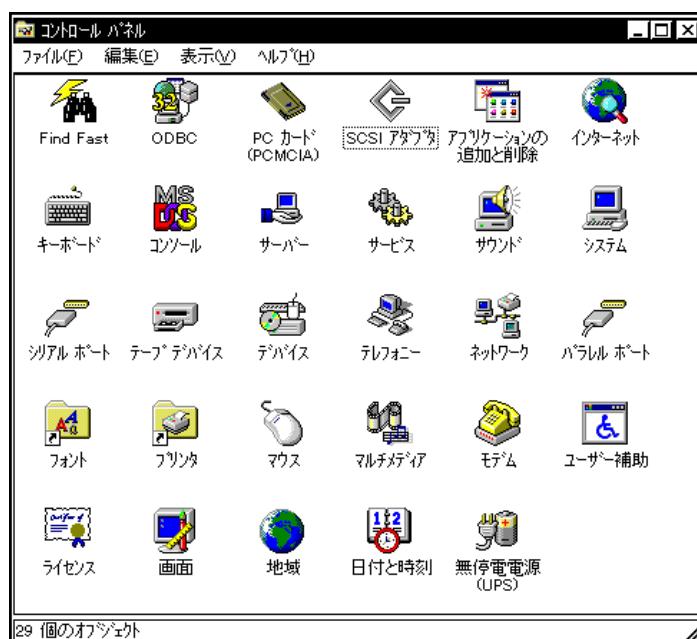 コントロール パネル
ファイル(F) 編集(E) 表示(V) ヘルプ(H)
Find Fast
ODBC
PC カード
(PCMCIA)
SCSI アダプタ
アプリケーションの
追加と削除
インターネット
キーボード
MS
DOS
コンソール
サーバー
サービス
サウンド
システム
シリアル ポート
テープ デバイス
デバイス
テレフォニー
ネットワーク
パラレル ポート
フォント
プリンタ
マウス
マルチメディア
モデム
ユーザー補助
ライセンス
画面
地域
日付と時刻
無停電電源
(UPS)
29 個のオブジェクト